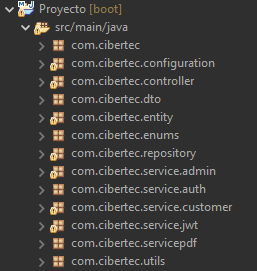 Proyecto [boot]
src/main/java
com.cibertec
com.cibertec.configuration
com.cibertec.controller
com.cibertec.dto
com.cibertec.entity
com.cibertec.enums
com.cibertec.repository
com.cibertec.service.admin
com.cibertec.service.auth
com.cibertec.service.customer
com.cibertec.service.jwt
com.cibertec.servicepdf
com.cibertec.utils